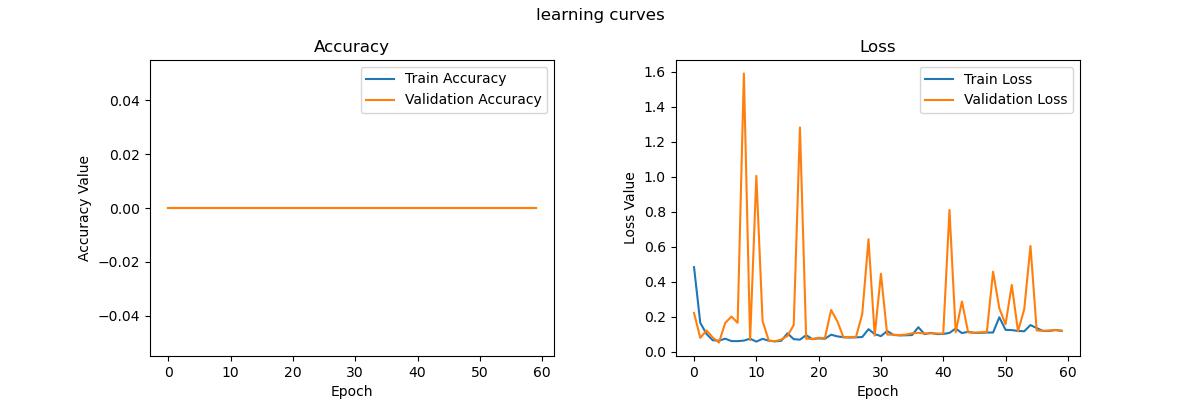 learning curves
Accuracy
Train Accuracy
Validation Accuracy
Accuracy Value
0.04
0.02
0.00
−0.02
−0.04
0 10 20 30 40 50 60
Epoch
Loss
Train Loss
Validation Loss
Loss Value
1.6
1.4
1.2
1.0
0.8
0.6
0.4
0.2
0.0
0 10 20 30 40 50 60
Epoch